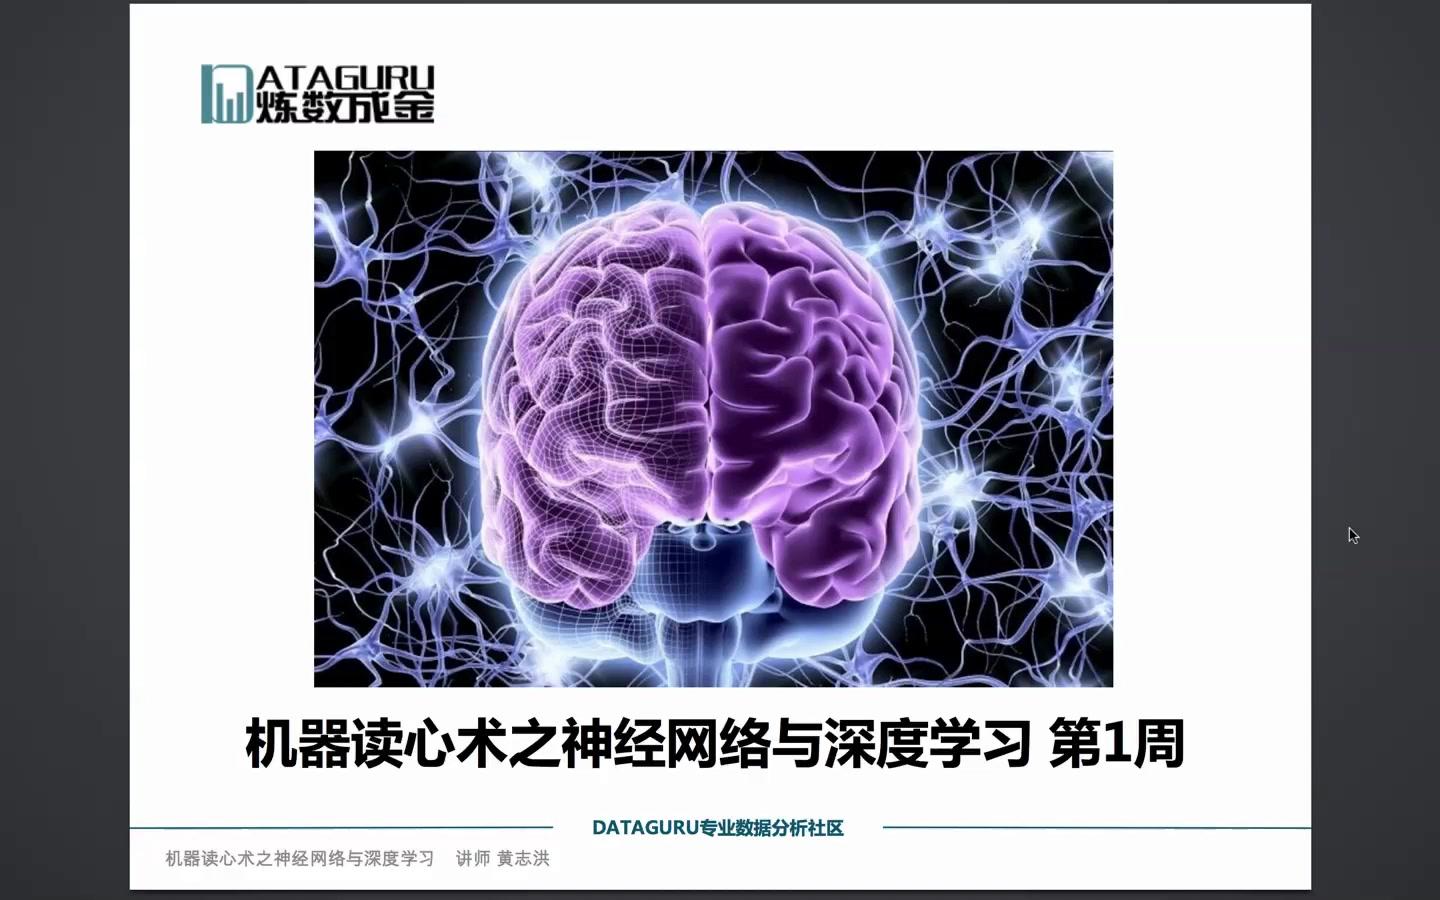 DATAGURU
炼数成金
机器读心术之神经网络与深度学习 第1周
DATAGURU专业数据分析社区
机器读心术之神经网络与深度学习 讲师 黄志洪